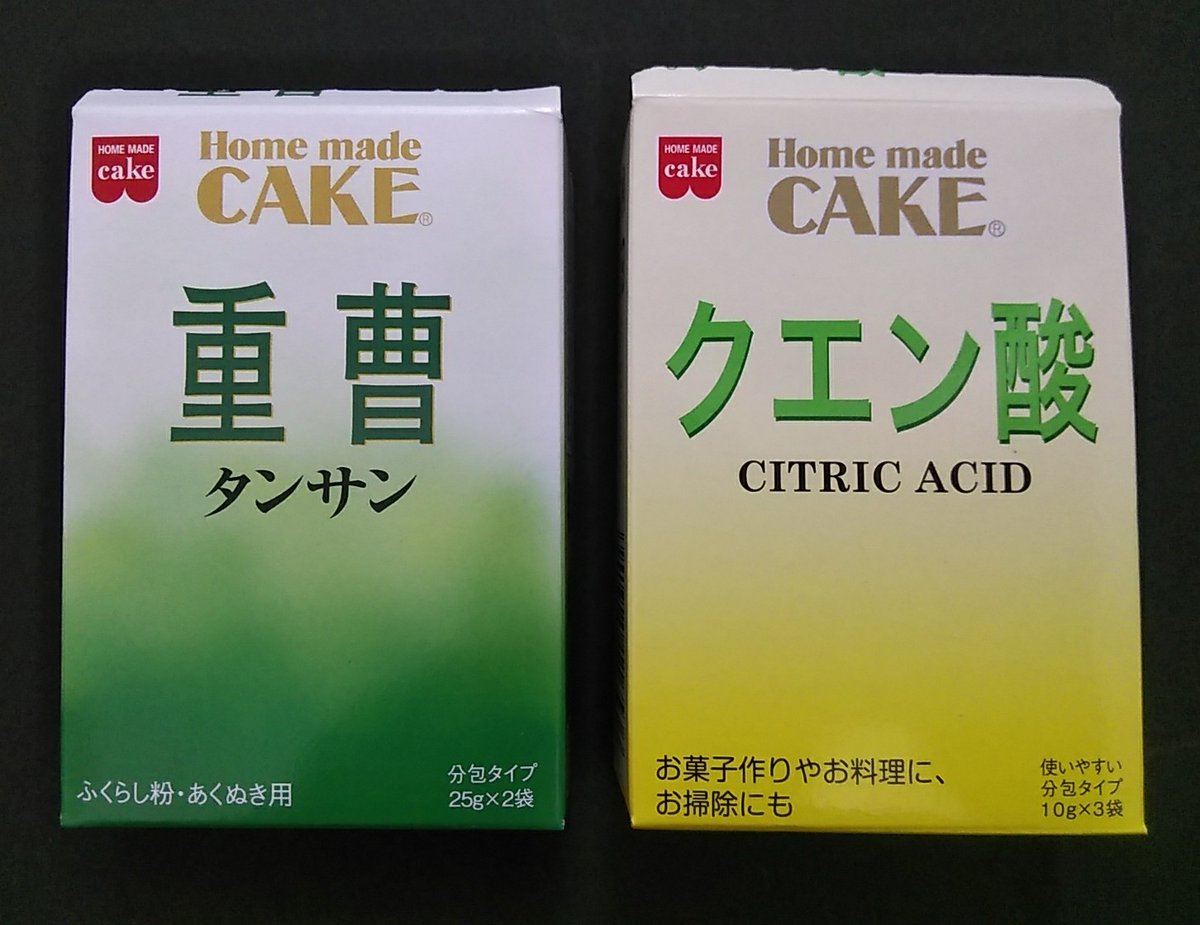 HOME MADE
cake
Home made
CAKE®
重曹
タンサン
ふくらし粉・あくぬき用
分包タイプ
25g×2袋
HOME MADE
cake
Home made
CAKE®
クエン酸
CITRIC ACID
お菓子作りやお料理に、
お掃除にも
使いやすい
分包タイプ
10g×3袋